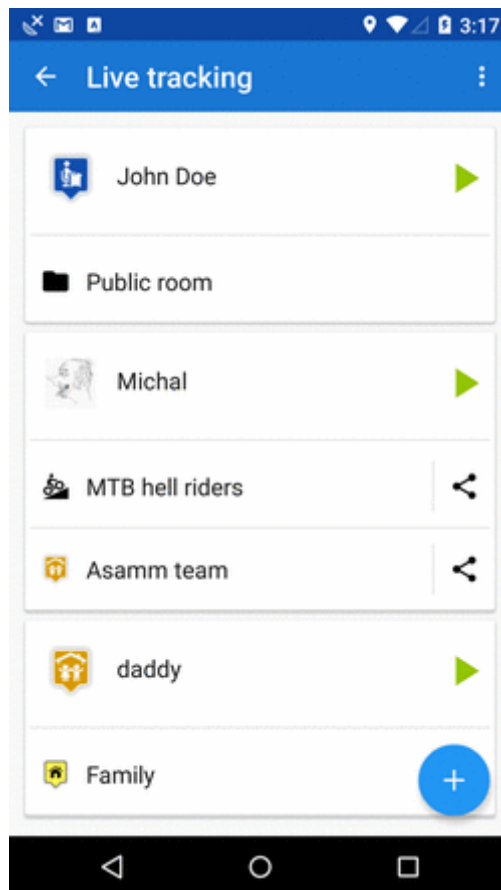 3:17
Live tracking
John Doe
Public room
Michal
MTB hell riders
Asamm team
daddy
Family